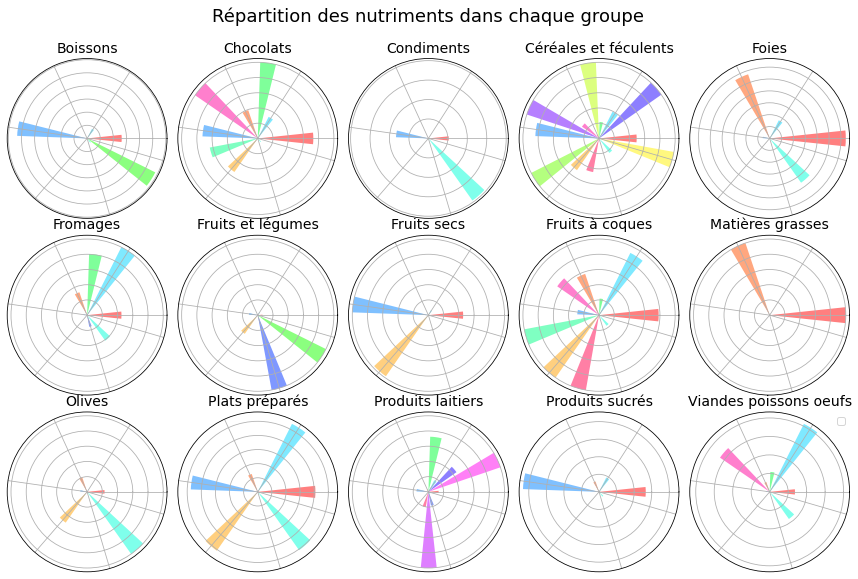 Répartition des nutriments dans chaque groupe
Boissons
Chocolats
Condiments
Céréales et féculents
Foies
Fromages
Fruits et légumes
Fruits secs
Fruits à coques
Matières grasses
Olives
Plats préparés
Produits laitiers
Produits sucrés
Viandes poissons oeufs